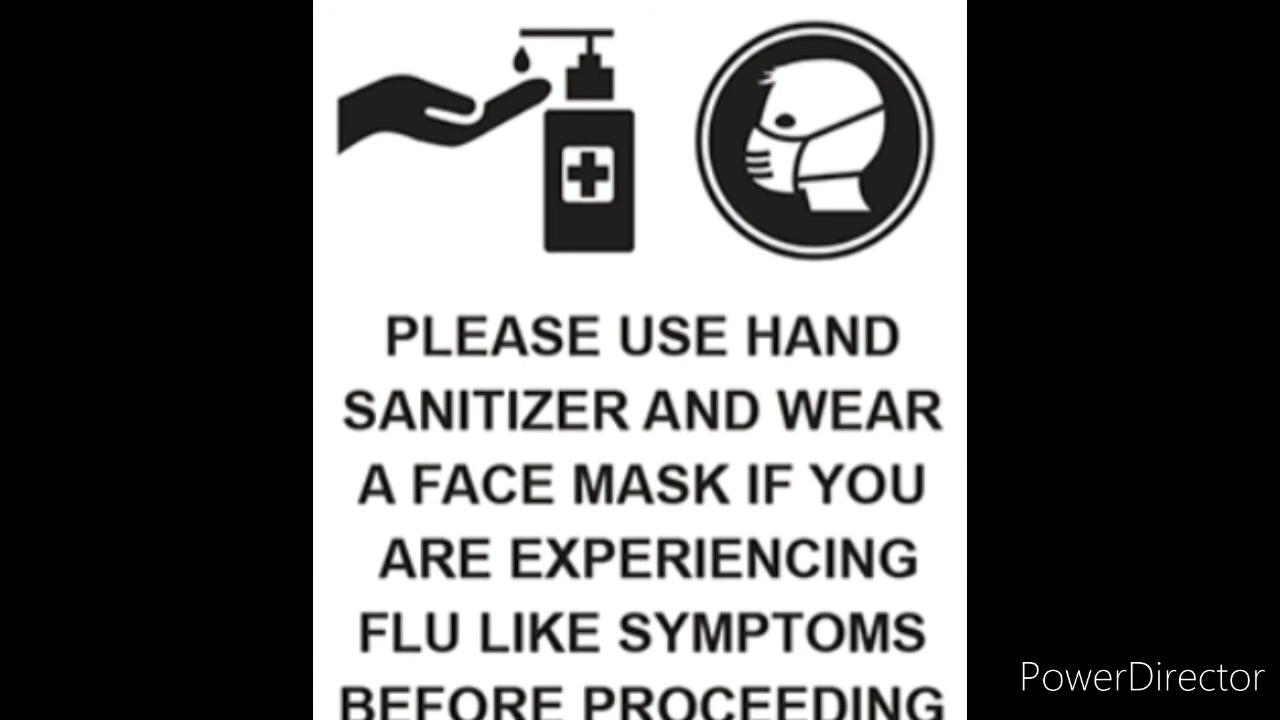 PLEASE USE HAND
SANITIZER AND WEAR
A FACE MASK IF YOU
ARE EXPERIENCING
FLU LIKE SYMPTOMS
BEFORE PROCEEDING
PowerDirector